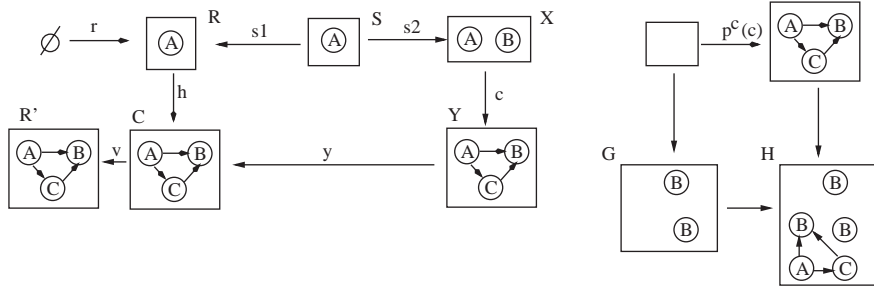 ∅ r R s1 S s2 X
A A A B
h c
R' C Y
A B C v A B C y A B C
p^c(c) A B C
G H
B B
B B B A C